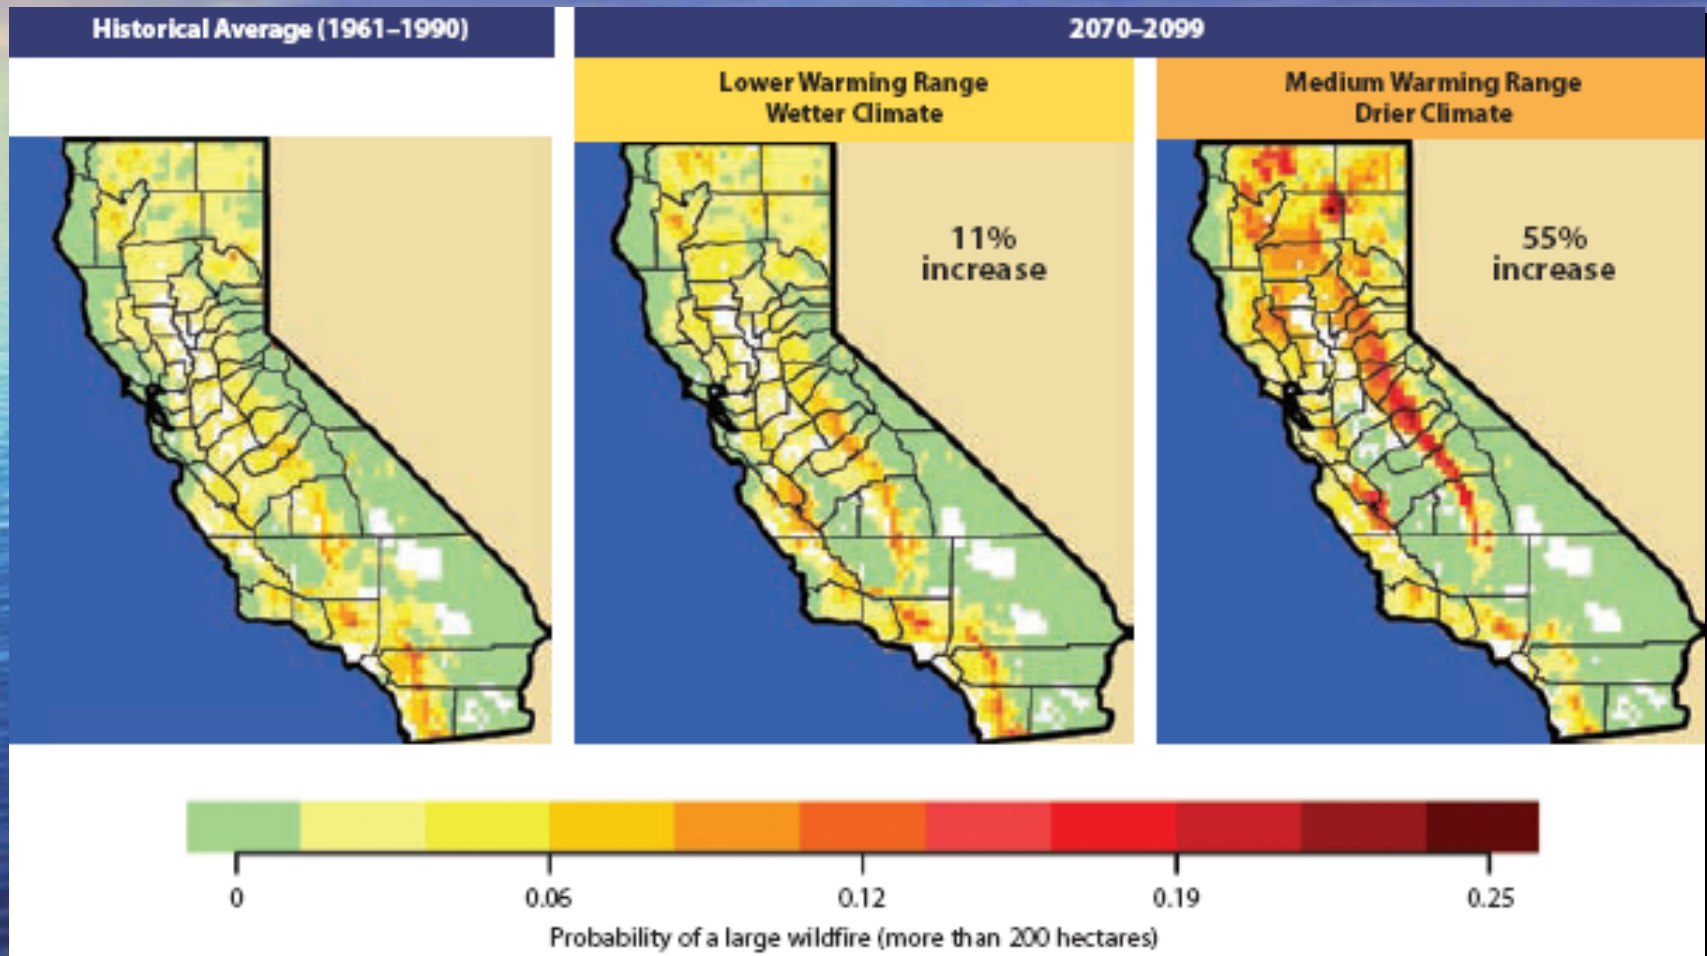 Historical Average (1961–1990)
2070–2099
Lower Warming Range
Wetter Climate
Medium Warming Range
Drier Climate
11%
increase
55%
increase
0
0.06
0.12
0.19
0.25
Probability of a large wildfire (more than 200 hectares)